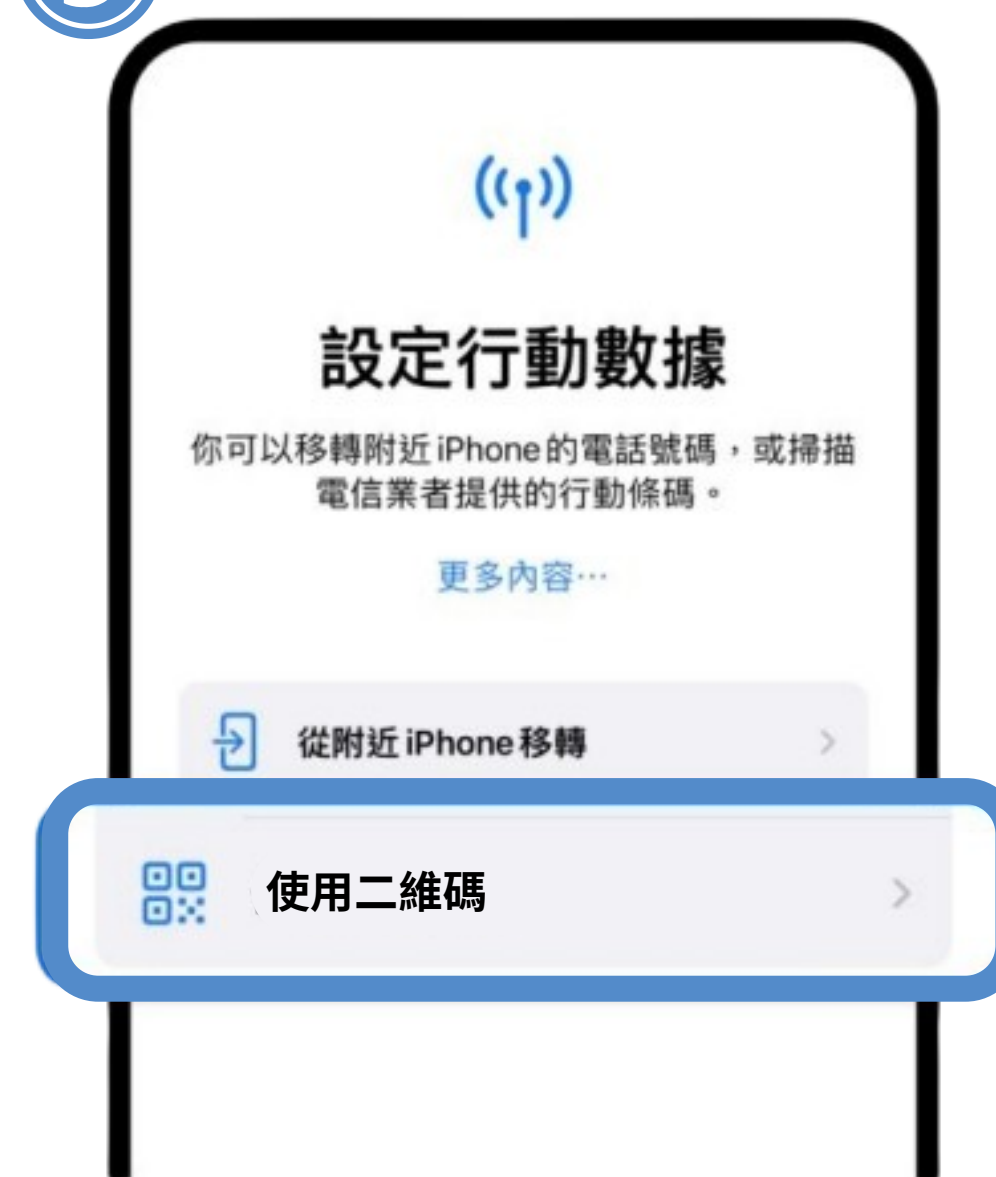 設定行動數據
你可以移轉附近 iPhone 的電話號碼，或掃描
電信業者提供的行動條碼。
更多內容…
從附近 iPhone 移轉
使用二維碼